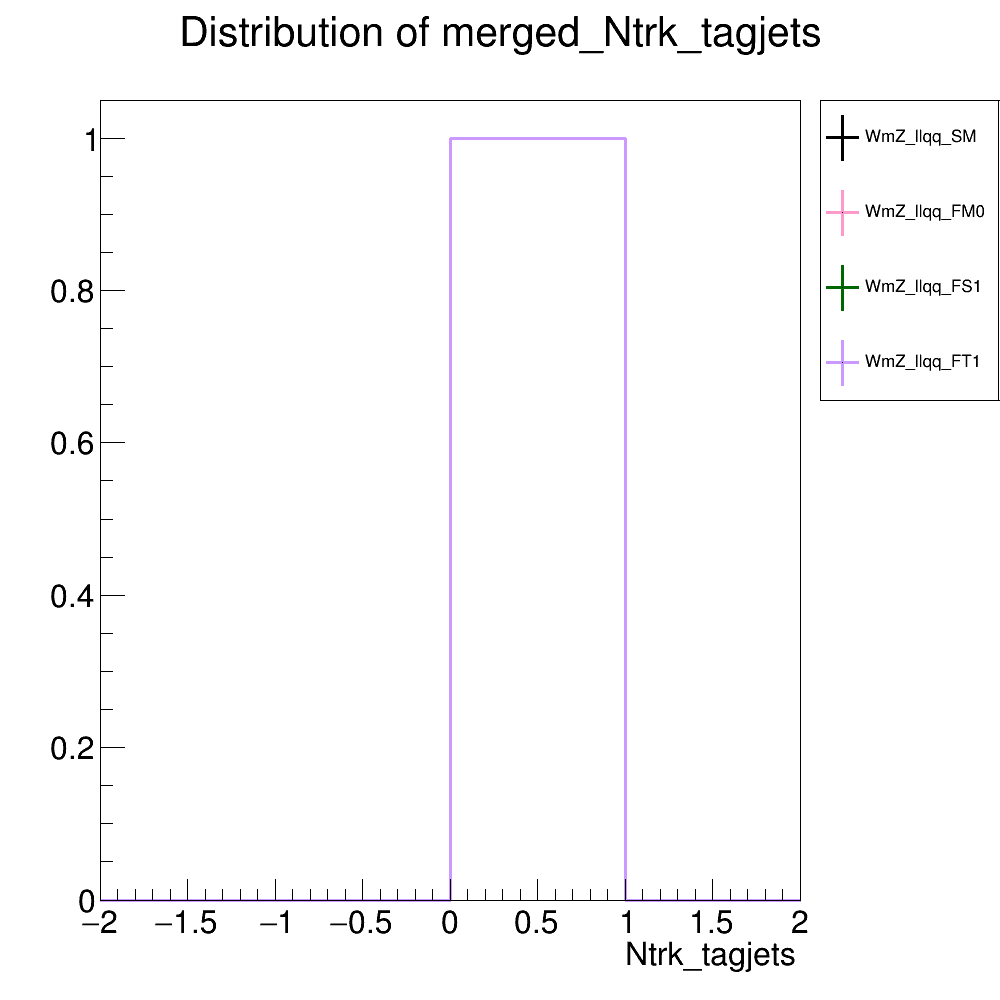 Distribution of merged_Ntrk_tagjets
1
0.8
0.6
0.4
0.2
0
−2 −1.5 −1 −0.5 0 0.5 1 1.5 2
Ntrk_tagjets
WmZ_llqq_SM
WmZ_llqq_FM0
WmZ_llqq_FS1
WmZ_llqq_FT1